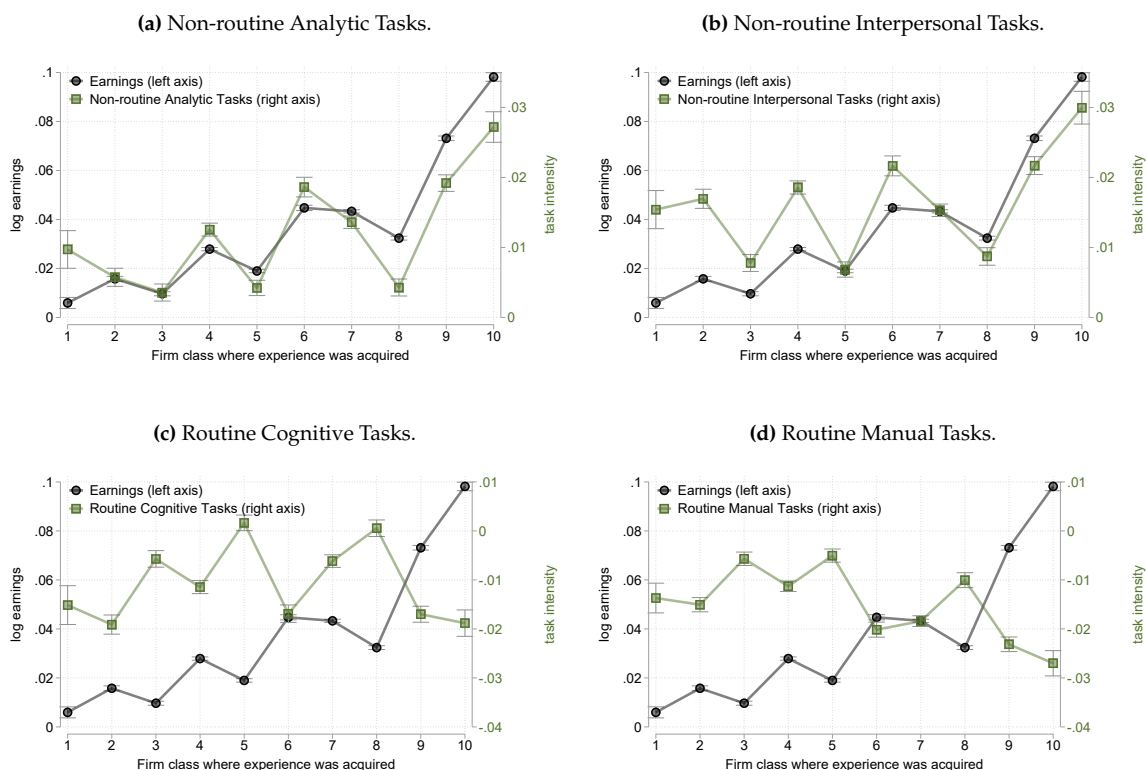 (a) Non-routine Analytic Tasks.
Earnings (left axis)
Non-routine Analytic Tasks (right axis)
log earnings
.1
.08
.06
.04
.02
0
.03
.02
.01
0
task intensity
1 2 3 4 5 6 7 8 9 10
Firm class where experience was acquired
(b) Non-routine Interpersonal Tasks.
Earnings (left axis)
Non-routine Interpersonal Tasks (right axis)
log earnings
.1
.08
.06
.04
.02
0
.03
.02
.01
0
task intensity
1 2 3 4 5 6 7 8 9 10
Firm class where experience was acquired
(c) Routine Cognitive Tasks.
Earnings (left axis)
Routine Cognitive Tasks (right axis)
log earnings
.1
.08
.06
.04
.02
0
.01
0
-.01
-.02
-.03
-.04
task intensity
1 2 3 4 5 6 7 8 9 10
Firm class where experience was acquired
(d) Routine Manual Tasks.
Earnings (left axis)
Routine Manual Tasks (right axis)
log earnings
.1
.08
.06
.04
.02
0
.01
0
-.01
-.02
-.03
-.04
task intensity
1 2 3 4 5 6 7 8 9 10
Firm class where experience was acquired